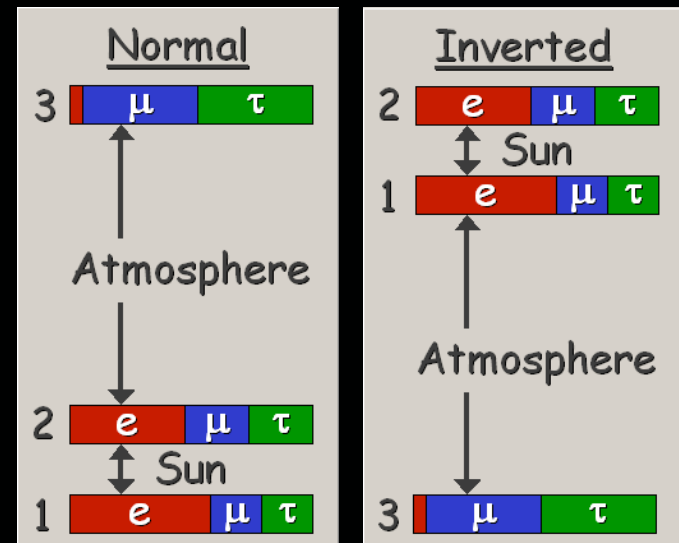 Normal
3 μ τ
Atmosphere
2 e μ τ
Sun
1 e μ τ
Inverted
2 e μ τ
Sun
1 e μ τ
Atmosphere
3 μ τ